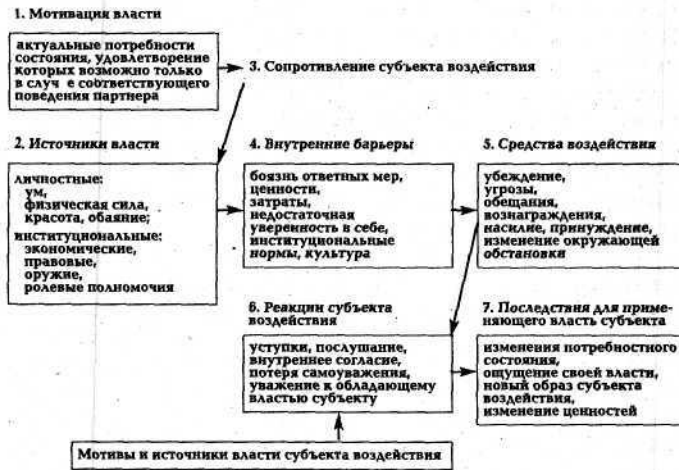 1. Мотивация власти
актуальные потребности
состояния, удовлетворение
которых возможно только
в случ е соответствующего
поведения партнера
3. Сопротивление субъекта воздействия
2. Источники власти
личностные:
ум,
физическая сила,
красота, обаяние;
институциональные:
экономические,
правовые,
оружие,
ролевые полномочия
4. Внутренние барьеры
боязнь ответных мер,
ценности,
затраты,
недостаточная
уверенность в себе,
институциональные
нормы, культура
5. Средства воздействия
убеждение,
угрозы,
обещания,
вознаграждения,
насилие, принуждение,
изменение окружающей
обстановки
6. Реакции субъекта
воздействия
уступки, послушание,
внутреннее согласие,
потеря самоуважения,
уважение к обладающему
властью субъекту
7. Последствия для приме-
няющего власть субъекта
изменения потребностного
состояния,
ощущение своей власти,
новый образ субъекта
воздействия,
изменение ценностей
Мотивы и источники власти субъекта воздействия